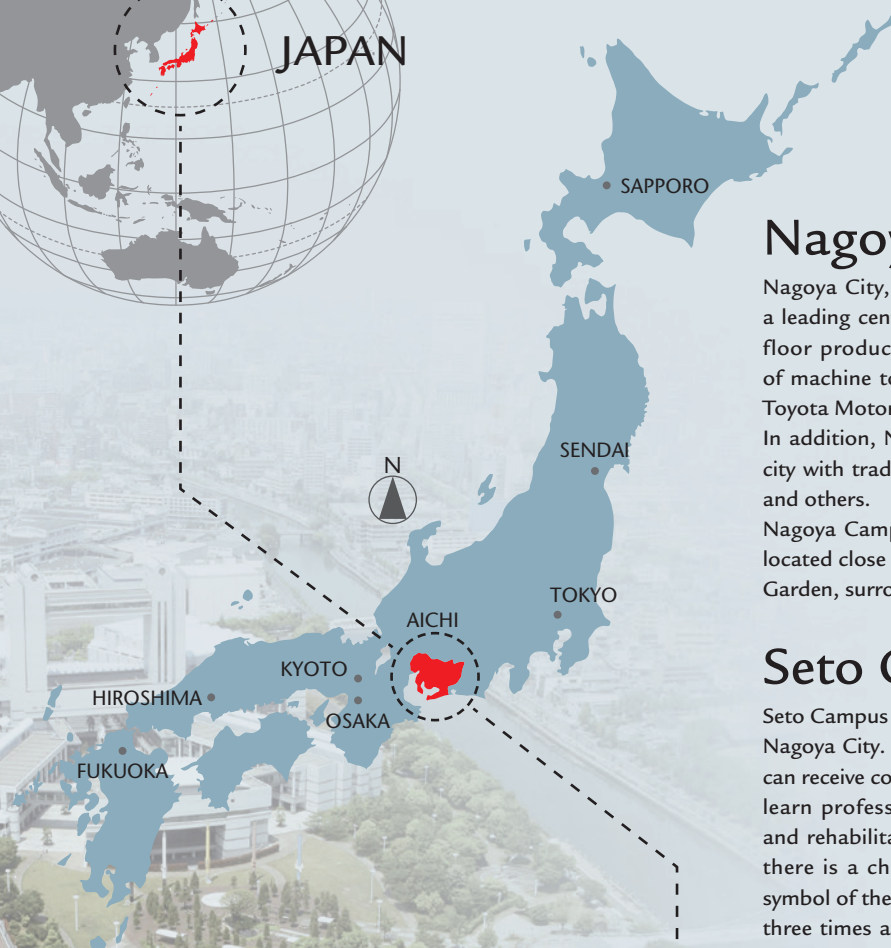 JAPAN
SAPPORO
SENDAI
N
TOKYO
AICHI
KYOTO
HIROSHIMA
OSAKA
FUKUOKA
Nagoy
Nagoya City,
a leading cen
floor produc
of machine to
Toyota Motor
In addition, N
city with trad
and others.
Nagoya Camp
located close
Garden, surro
Seto C
Seto Campus
Nagoya City.
can receive co
learn profess
and rehabilita
there is a ch
symbol of the
three times a